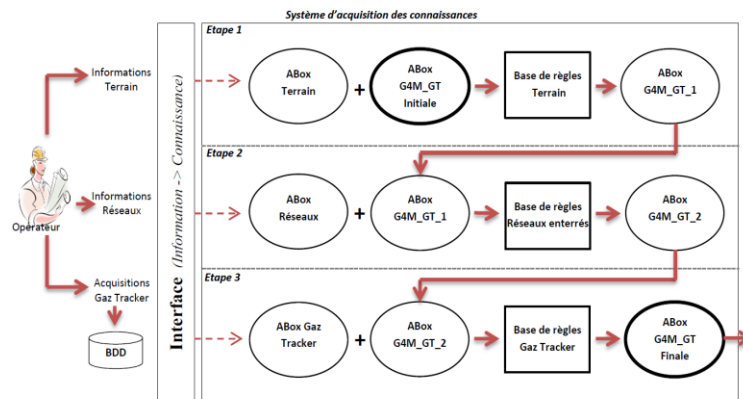 Système d'acquisition des connaissances
Informations
Terrain
Opérateur
Informations
Réseaux
Acquisitions
Gaz Tracker
BDD
Interface (Information -> Connaissance)
Etape 1
ABox
Terrain
+
ABox
G4M_GT
Initiale
Base de règles
Terrain
ABox
G4M_GT_1
Etape 2
ABox
Réseaux
+
ABox
G4M_GT_1
Base de règles
Réseaux enterrés
ABox
G4M_GT_2
Etape 3
ABox Gaz
Tracker
+
ABox
G4M_GT_2
Base de règles
Gaz Tracker
ABox
G4M_GT
Finale